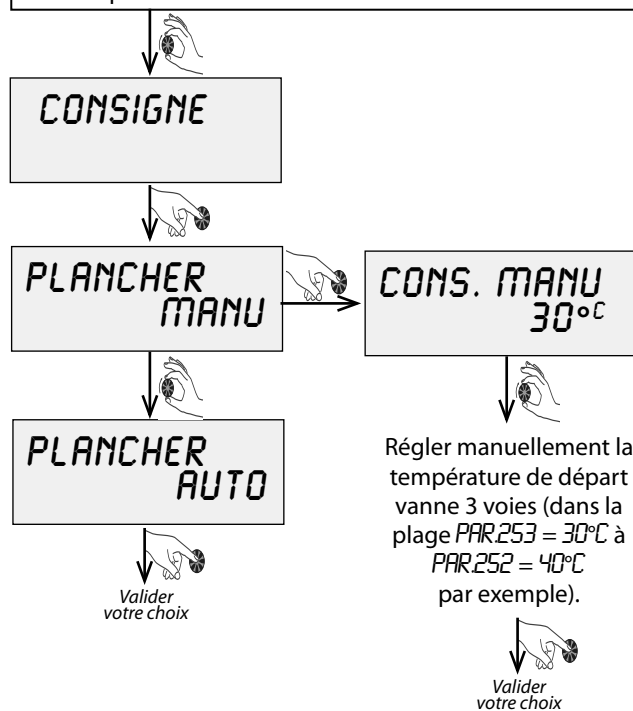 CONSIGNE
PLANCHER
MANU
CONS. MANU
30°C
PLANCHER
AUTO
Valider
votre choix
Régler manuellement la
température de départ
vanne 3 voies (dans la
plage PAR.253 = 30°C à
PAR.252 = 40°C
par exemple).
Valider
votre choix